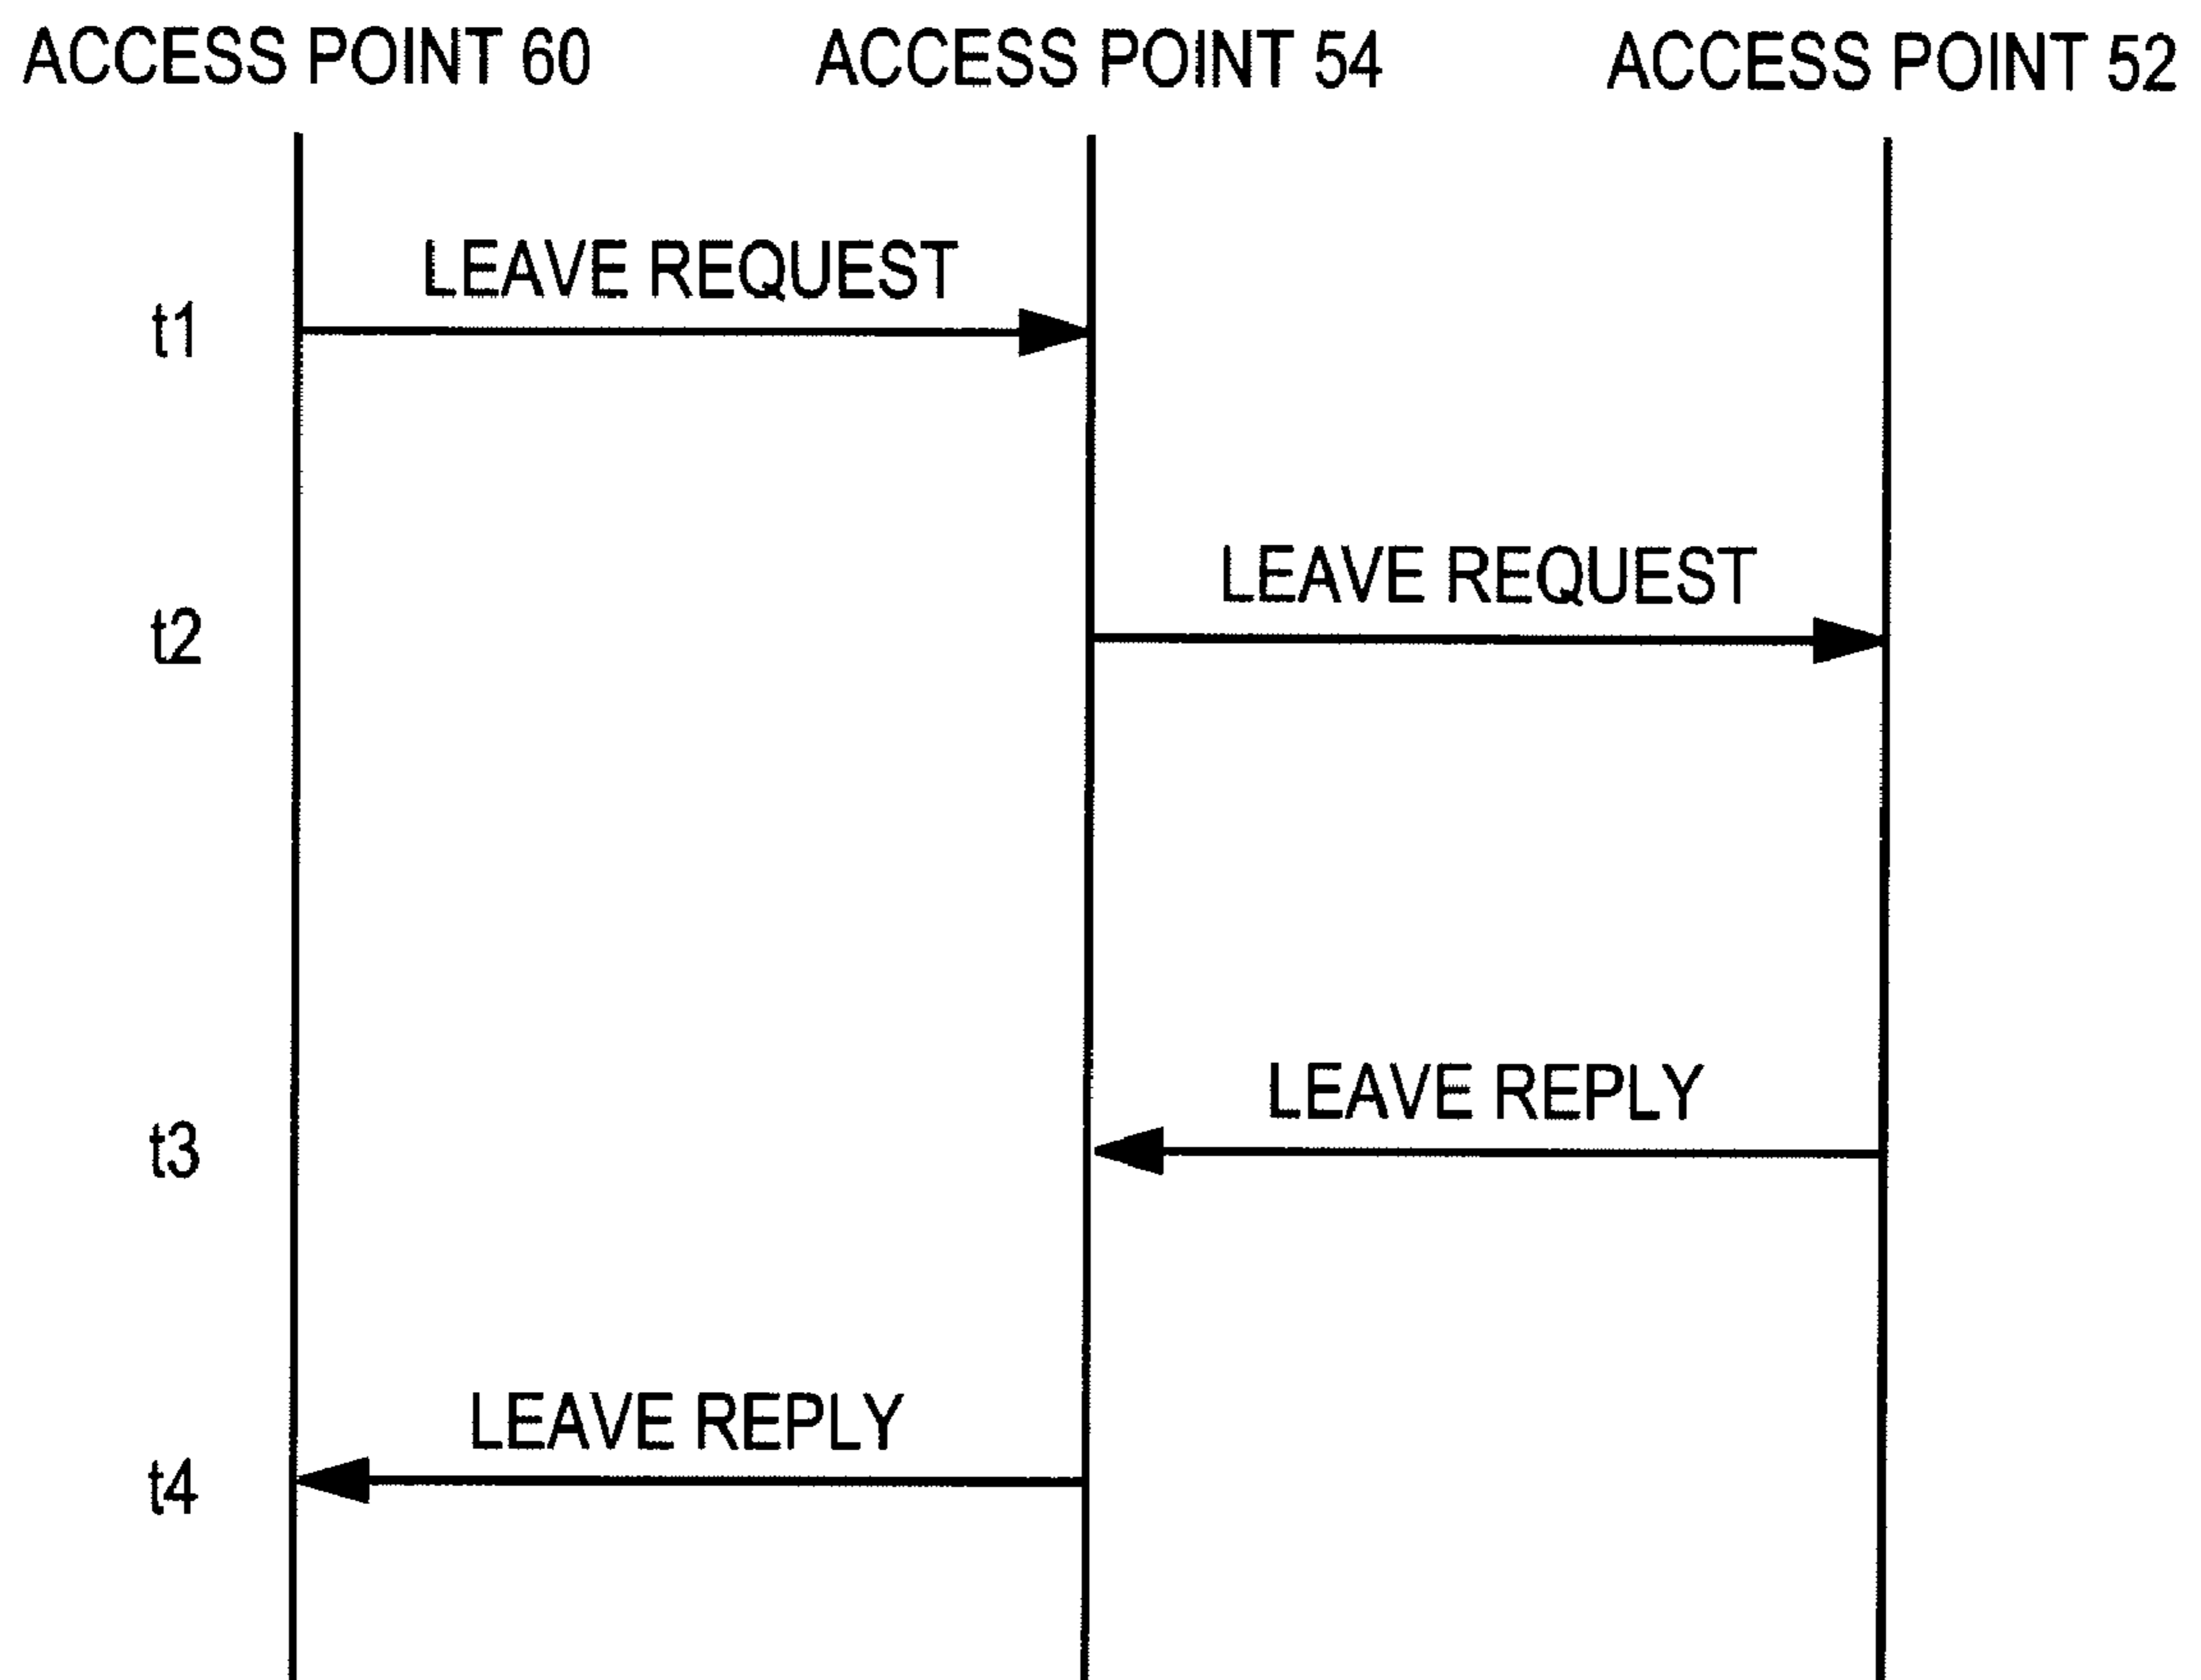 ACCESS POINT 60
ACCESS POINT 54
ACCESS POINT 52
LEAVE REQUEST
t1
LEAVE REQUEST
t2
LEAVE REPLY
t3
LEAVE REPLY
t4